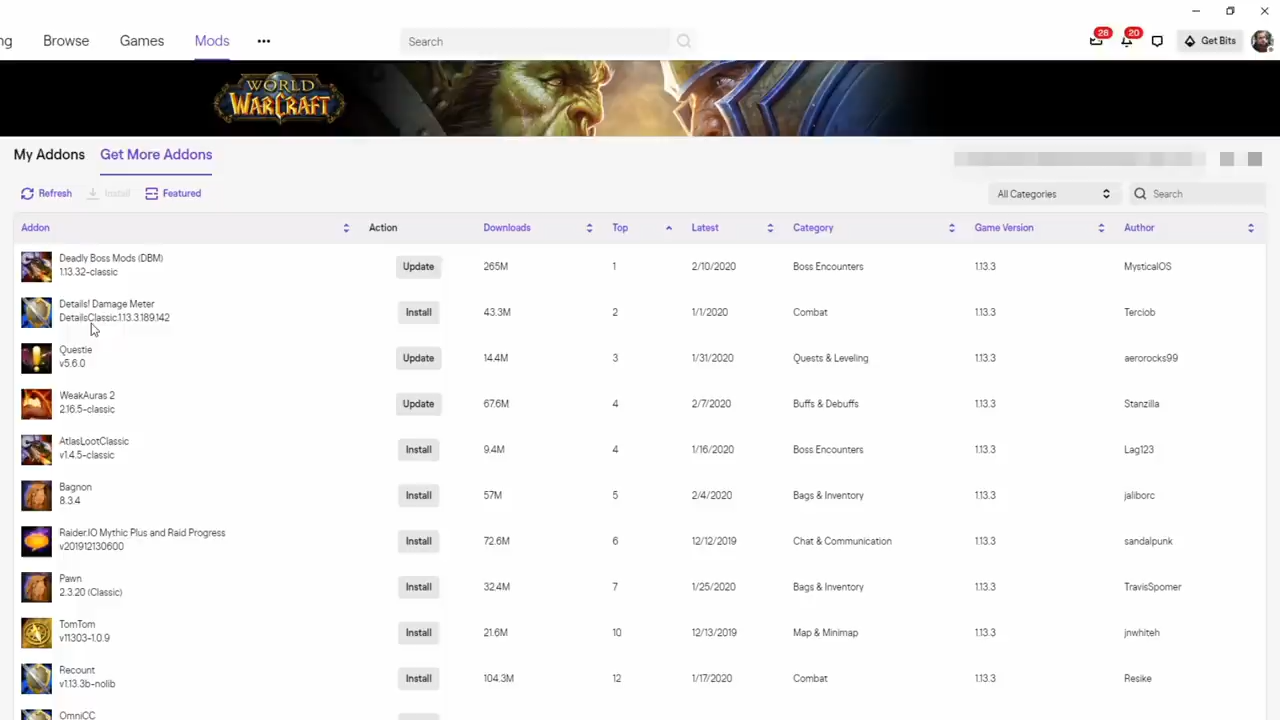 ng Browse Games Mods ••• Search 28 20 Get Bits
WORLD
WARCRAFT
My Addons Get More Addons
Refresh Install Featured All Categories Search
Addon Action Downloads Top Latest Category Game Version Author
Deadly Boss Mods (DBM)
1.13.32-classic
Update 265M 1 2/10/2020 Boss Encounters 1.13.3 MysticalOS
Details! Damage Meter
DetailsClassic.1.13.3.189.142
Install 43.3M 2 1/1/2020 Combat 1.13.3 Terciob
Questie
v5.6.0
Update 14.4M 3 1/31/2020 Quests & Leveling 1.13.3 aerorocks99
WeakAuras 2
2.16.5-classic
Update 67.6M 4 2/7/2020 Buffs & Debuffs 1.13.3 Stanzilla
AtlasLootClassic
v1.4.5-classic
Install 9.4M 4 1/16/2020 Boss Encounters 1.13.3 Lag123
Bagnon
8.3.4
Install 57M 5 2/4/2020 Bags & Inventory 1.13.3 jaliborc
Raider.IO Mythic Plus and Raid Progress
v201912130600
Install 72.6M 6 12/12/2019 Chat & Communication 1.13.3 sandalpunk
Pawn
2.3.20 (Classic)
Install 32.4M 7 1/25/2020 Bags & Inventory 1.13.3 TravisSpomer
TomTom
v11303-1.0.9
Install 21.6M 10 12/13/2019 Map & Minimap 1.13.3 jnwhiteh
Recount
v1.13.3b-nolib
Install 104.3M 12 1/17/2020 Combat 1.13.3 Resike
OmniCC